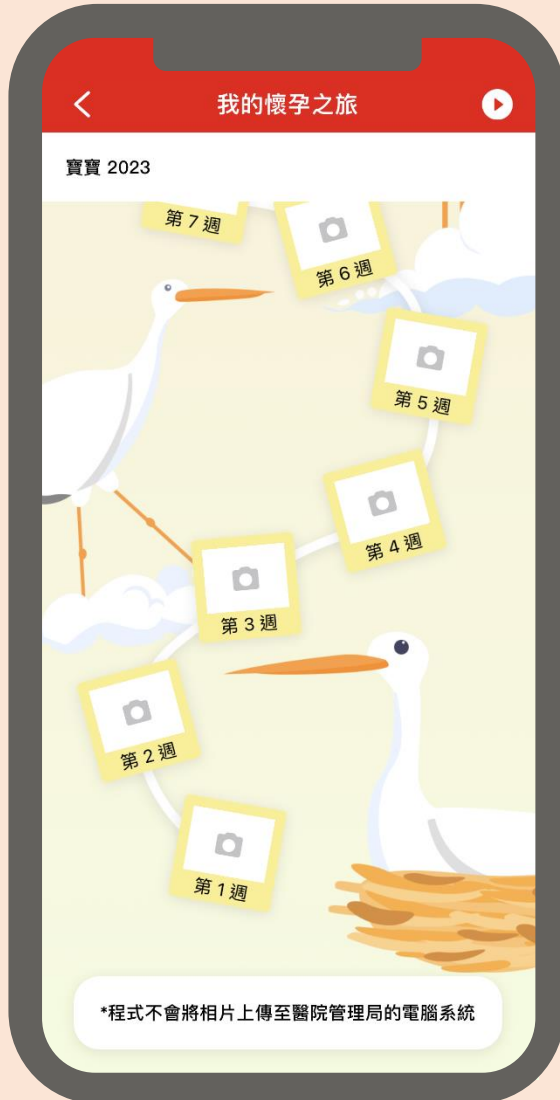 我的懷孕之旅
寶寶 2023
第 7 週
第 6 週
第 5 週
第 4 週
第 3 週
第 2 週
第 1 週
*程式不會將相片上傳至醫院管理局的電腦系統